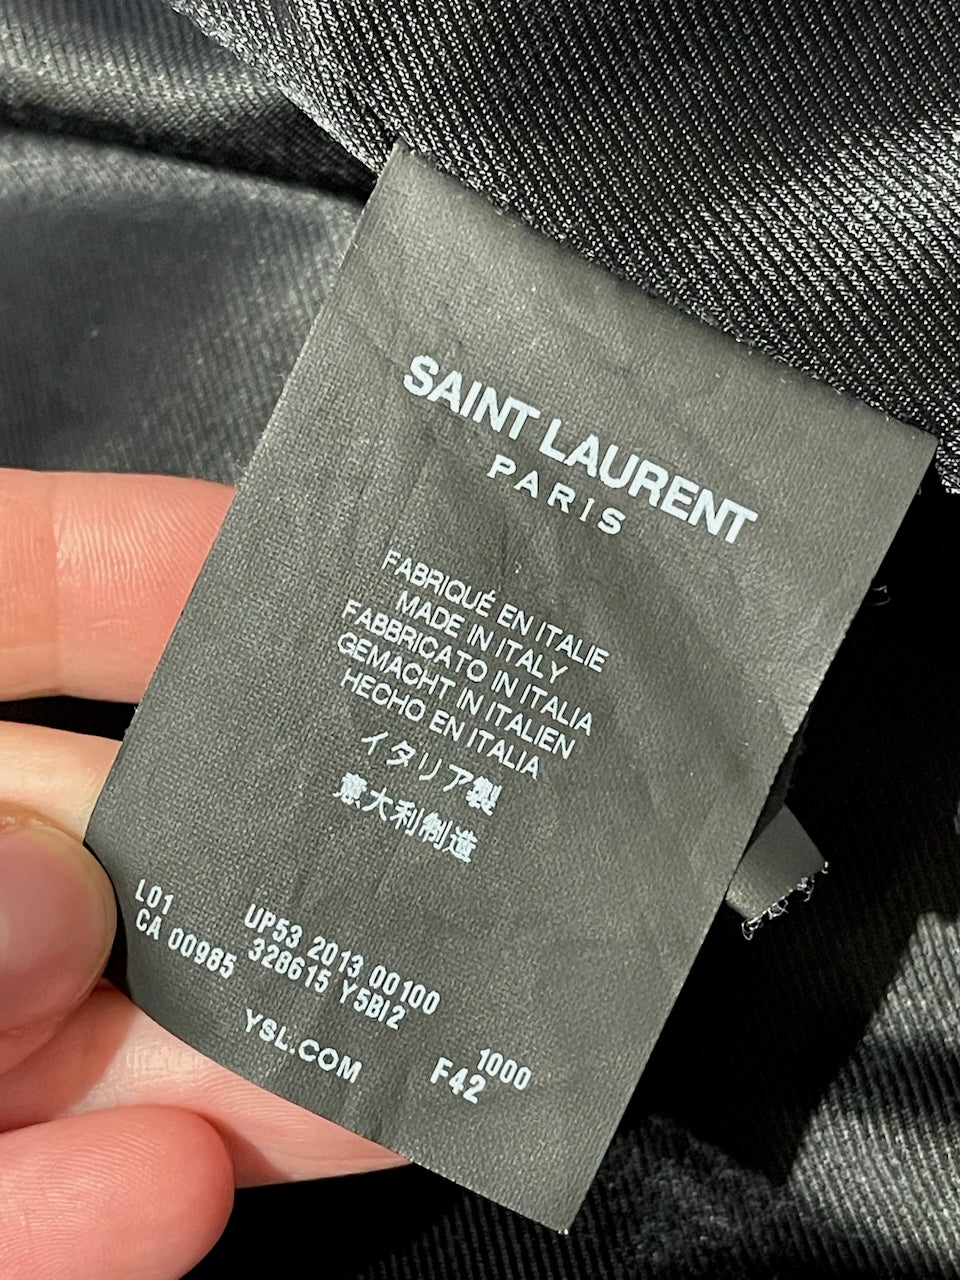 SAINT LAURENT
PARIS
FABRIQUÉ EN ITALIE
MADE IN ITALY
FABBRICATO IN ITALIA
GEMACHT IN ITALIEN
HECHO EN ITALIA
イタリア製
意大利制造
L01 UP53 2013 00100
CA 00985 328615 Y5BI2
1000
YSL.COM F42